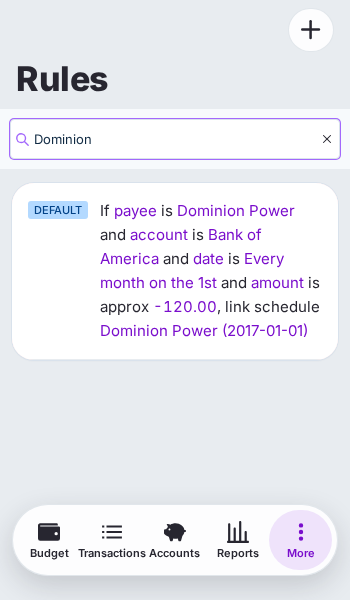 Rules
Dominion
DEFAULT
If payee is Dominion Power
and account is Bank of
America and date is Every
month on the 1st and amount is
approx -120.00, link schedule
Dominion Power (2017-01-01)
Budget
Transactions
Accounts
Reports
More